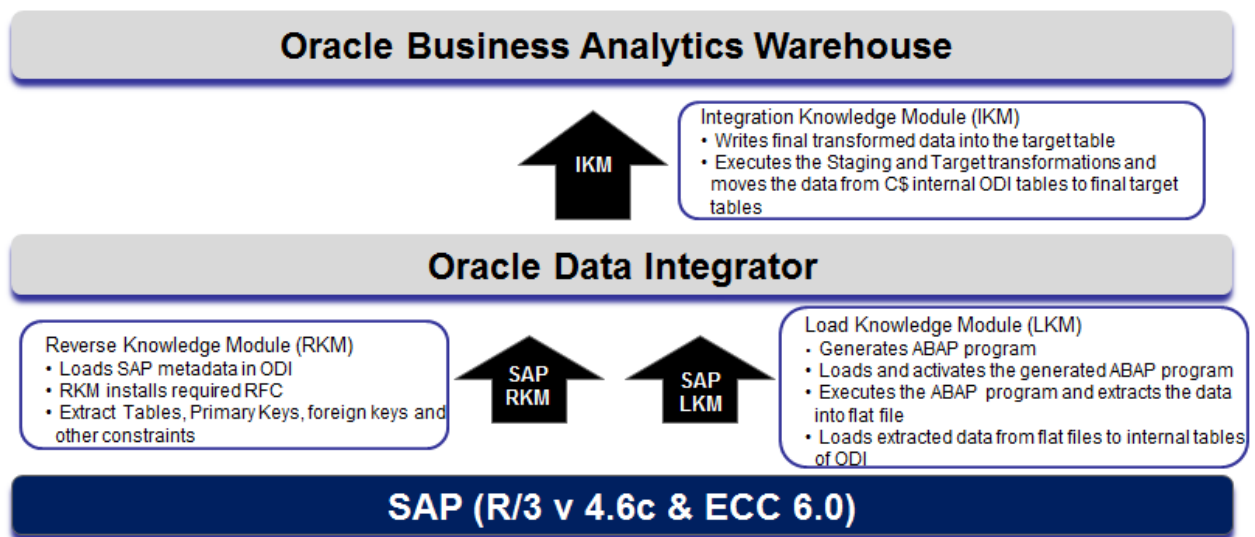 Oracle Business Analytics Warehouse
IKM
Integration Knowledge Module (IKM)
• Writes final transformed data into the target table
• Executes the Staging and Target transformations and
moves the data from C$ internal ODI tables to final target
tables
Oracle Data Integrator
Reverse Knowledge Module (RKM)
• Loads SAP metadata in ODI
• RKM installs required RFC
• Extract Tables, Primary Keys, foreign keys and
other constraints
SAP
RKM
SAP
LKM
Load Knowledge Module (LKM)
• Generates ABAP program
• Loads and activates the generated ABAP program
• Executes the ABAP program and extracts the data
into flat file
• Loads extracted data from flat files to internal tables
of ODI
SAP (R/3 v 4.6c & ECC 6.0)